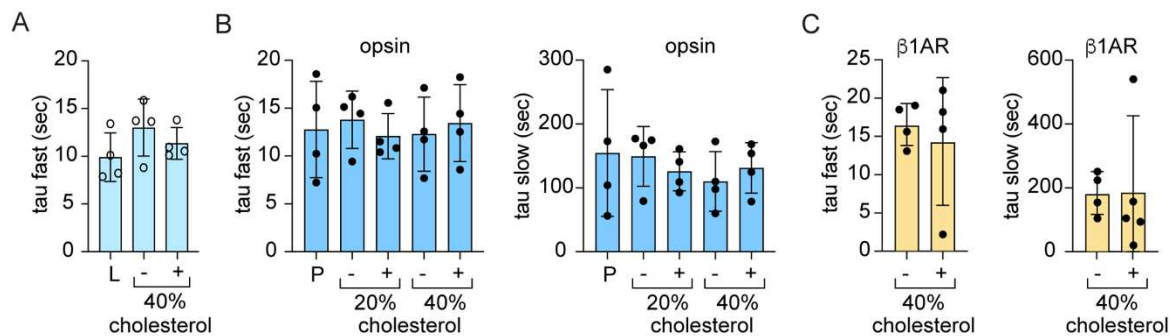 A
tau fast (sec)
20
15
10
5
0
L
-
+
40%
cholesterol
B
opsin
tau fast (sec)
20
15
10
5
0
P
-
+
-
+
20%
40%
cholesterol
opsin
tau slow (sec)
300
200
100
0
P
-
+
-
+
20%
40%
cholesterol
C
β1AR
tau fast (sec)
25
20
15
10
5
0
-
+
40%
cholesterol
β1AR
tau slow (sec)
600
400
200
0
-
+
40%
cholesterol